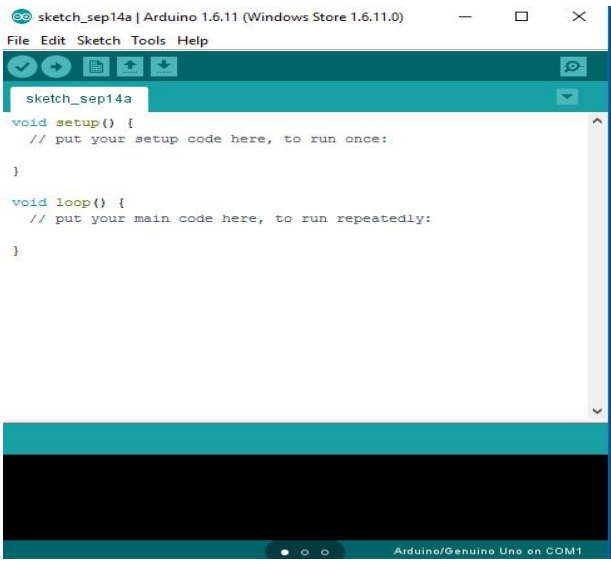 sketch_sep14a | Arduino 1.6.11 (Windows Store 1.6.11.0)
File Edit Sketch Tools Help
sketch_sep14a
void setup() {
  // put your setup code here, to run once:
}
void loop() {
  // put your main code here, to run repeatedly:
}
Arduino/Genuino Uno on COM1